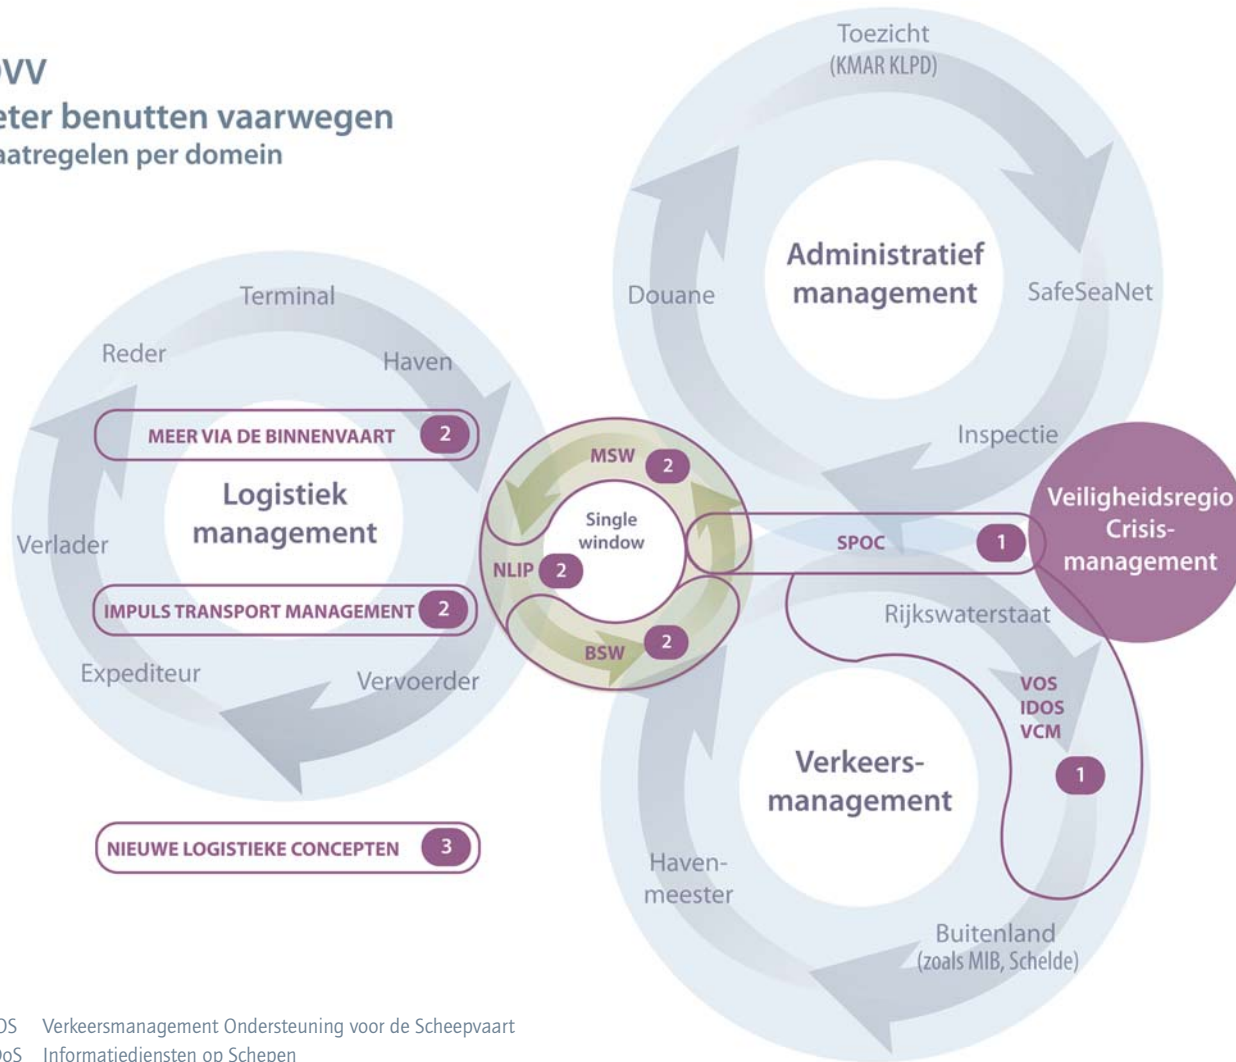 VV
eter benutten vaarwegen
aatregelen per domein
Toezicht
(KMAR KLPD)
Administratief
management
Douane
SafeSeaNet
Inspectie
Terminal
Reder
Haven
MEER VIA DE BINNENVAART 2
Logistiek
management
Verlader
IMPULS TRANSPORT MANAGEMENT 2
Expediteur
Vervoerder
NIEUWE LOGISTIEKE CONCEPTEN 3
MSW 2
Single
window
NLIP 2
BSW 2
SPOC 1
Veiligheidsregio
Crisis-
management
Rijkswaterstaat
VOS
IDOS
VCM
1
Verkeers-
management
Haven-
meester
Buitenland
(zoals MIB, Schelde)
OS Verkeersmanagement Ondersteuning voor de Scheepvaart
oS Informatiediensten op Schepen